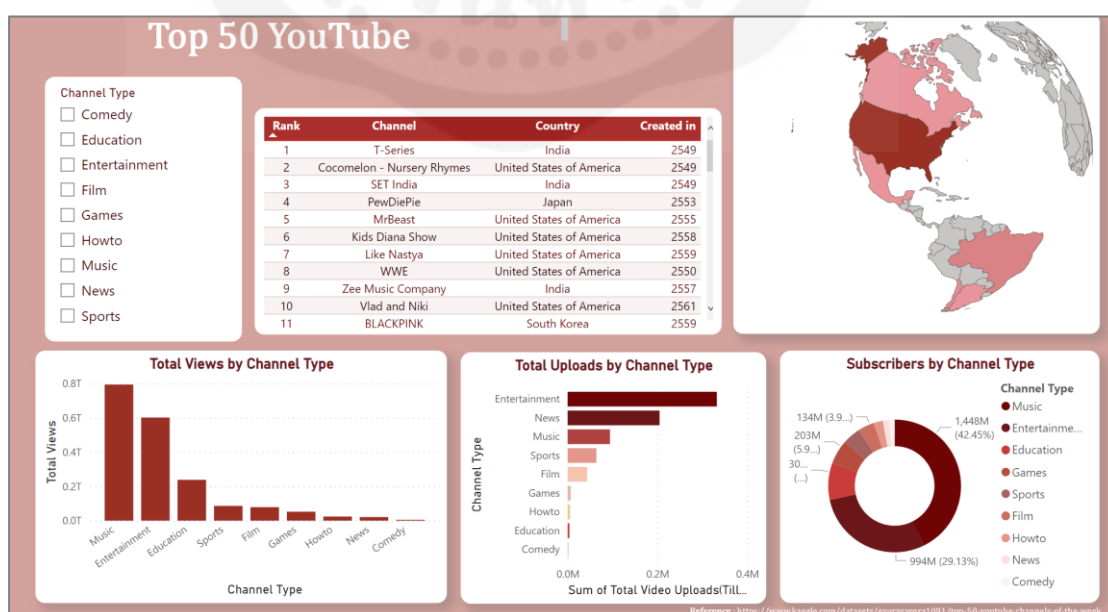 Top 50 YouTube
Channel Type
Comedy
Education
Entertainment
Film
Games
Howto
Music
News
Sports
Rank Channel Country Created in
1 T-Series India 2549
2 Cocomelon - Nursery Rhymes United States of America 2549
3 SET India India 2549
4 PewDiePie Japan 2553
5 MrBeast United States of America 2555
6 Kids Diana Show United States of America 2558
7 Like Nastya United States of America 2559
8 WWE United States of America 2550
9 Zee Music Company India 2557
10 Vlad and Niki United States of America 2561
11 BLACKPINK South Korea 2559
Total Views by Channel Type
Total Views
0.8T
0.6T
0.4T
0.2T
0.0T
Music
Entertainment
Education
Sports
Film
Games
Howto
News
Comedy
Channel Type
Total Uploads by Channel Type
Channel Type
Entertainment
News
Music
Sports
Film
Games
Howto
Education
Comedy
0.0M 0.2M 0.4M
Sum of Total Video Uploads(Till...
Subscribers by Channel Type
134M (3.9...)
203M
(5.9...)
30...
(...)
1,448M
(42.45%)
994M (29.13%)
Channel Type
Music
Entertainme...
Education
Games
Sports
Film
Howto
News
Comedy